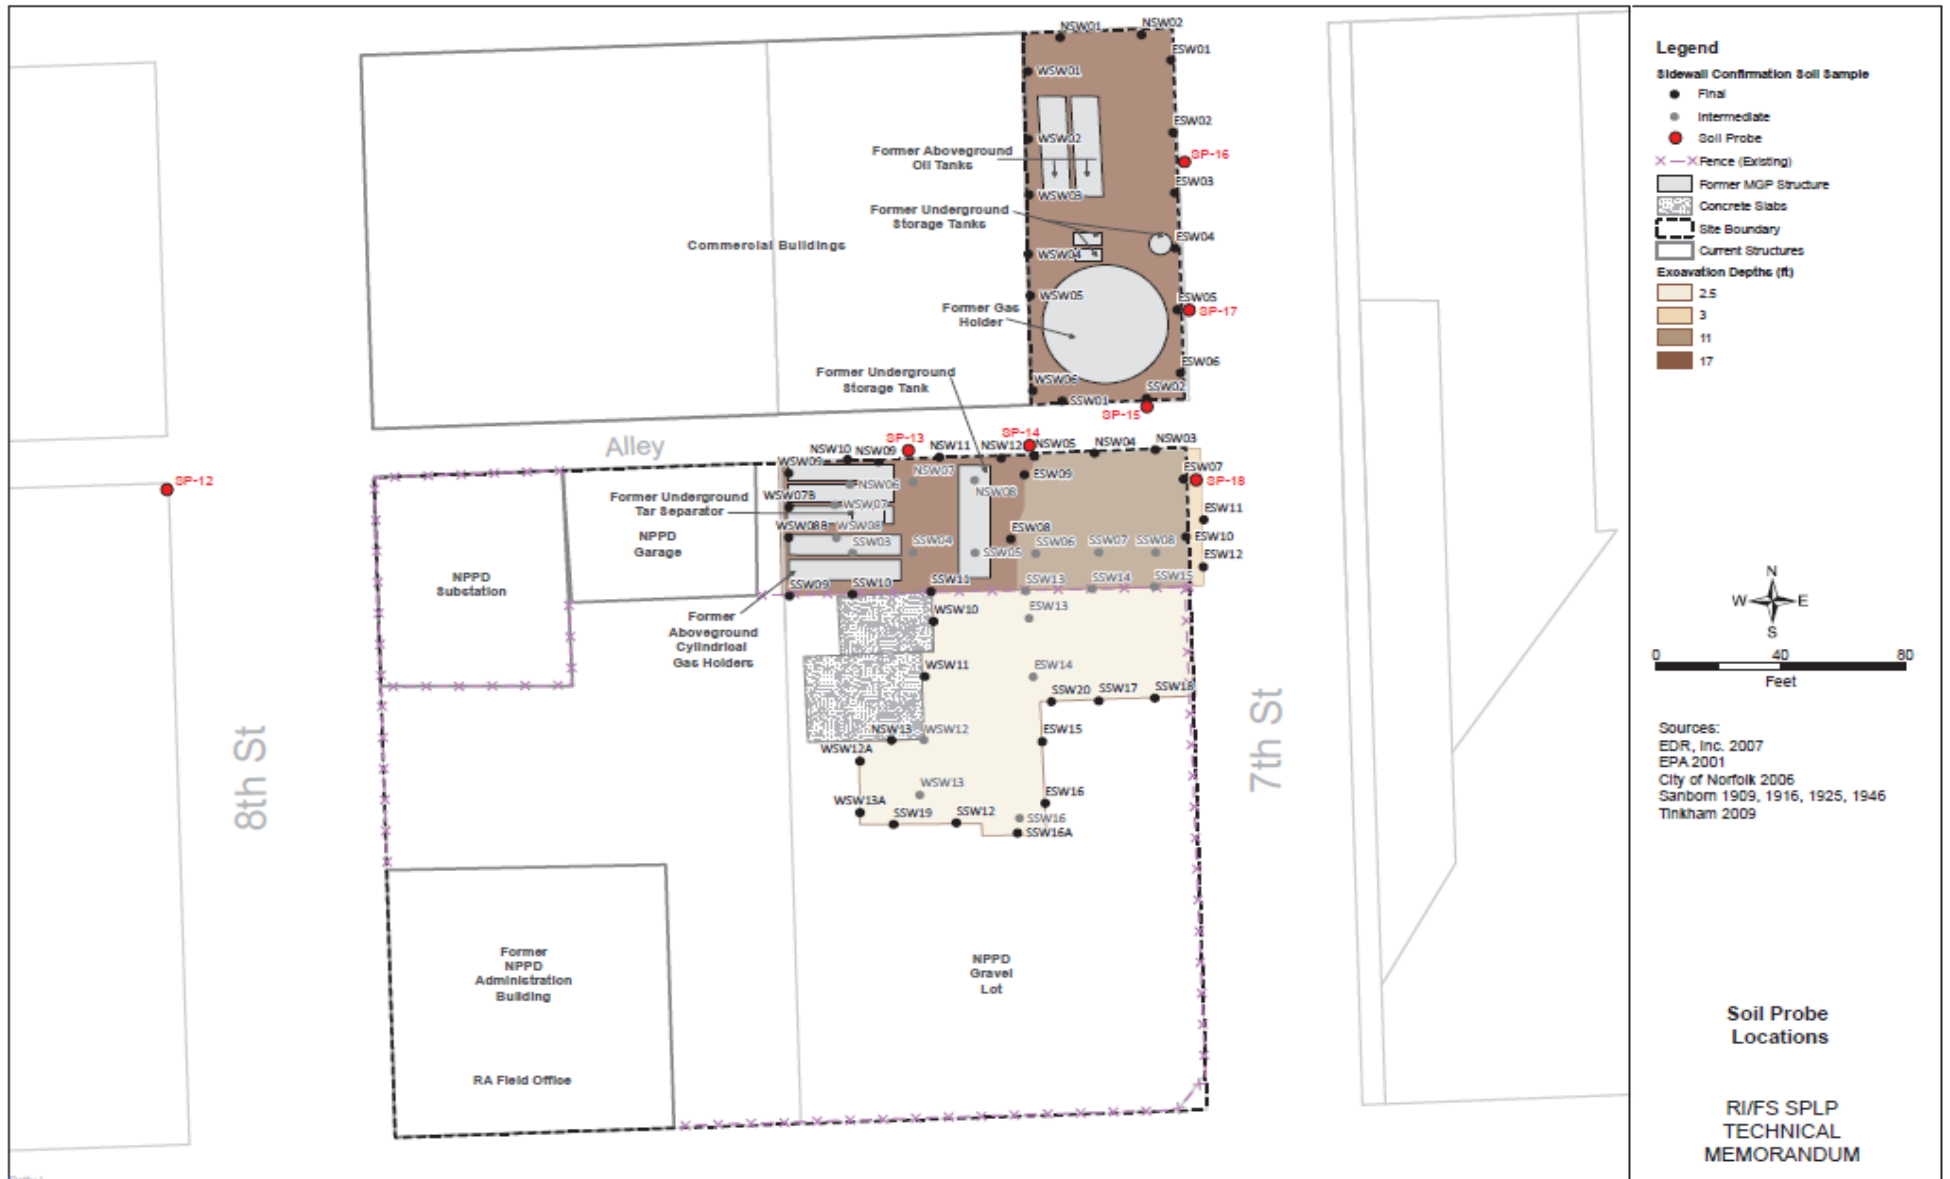 NSW01
NSW02
ESW01
WSW01
ESW02
WSW02
Former Aboveground
Oil Tanks
SP-16
ESW03
WSW03
Former Underground
Storage Tanks
ESW04
Commercial Buildings
WSW04
WSW05
ESW05
Former Gas
Holder
SP-17
ESW06
Former Underground
Storage Tank
WSW06
SSW02
SSW01
SP-15
Alley
SP-13
SP-14
NSW10
NSW09
NSW11
NSW12
NSW05
NSW04
NSW03
WSW09
NSW07
ESW09
ESW07
SP-12
SP-18
NSW06
NSW08
Former Underground
Tar Separator
WSW07B
WSW07
ESW11
WSW08B
WSW08
ESW08
ESW10
NPPD
Garage
SSW03
SSW04
SSW05
SSW06
SSW07
SSW08
ESW12
NPPD
Substation
SSW09
SSW10
SSW11
SSW13
SSW14
SSW15
Former
Aboveground
Cylindrical
Gas Holders
WSW10
ESW13
WSW11
ESW14
SSW20
SSW17
SSW18
NSW13
WSW12
ESW15
WSW12A
8th St
7th St
WSW13
WSW13A
ESW16
SSW19
SSW12
SSW16
SSW16A
Former
NPPD
Administration
Building
NPPD
Gravel
Lot
RA Field Office
Legend
Sidewall Confirmation Soil Sample
Final
Intermediate
Soil Probe
Fence (Existing)
Former MGP Structure
Concrete Slabs
Site Boundary
Current Structures
Excavation Depths (ft)
2.5
3
11
17
N
W E
S
0 40 80
Feet
Sources:
EDR, Inc. 2007
EPA 2001
City of Norfolk 2006
Sanborn 1909, 1916, 1925, 1946
Tinkham 2009
Soil Probe
Locations
RI/FS SPLP
TECHNICAL
MEMORANDUM